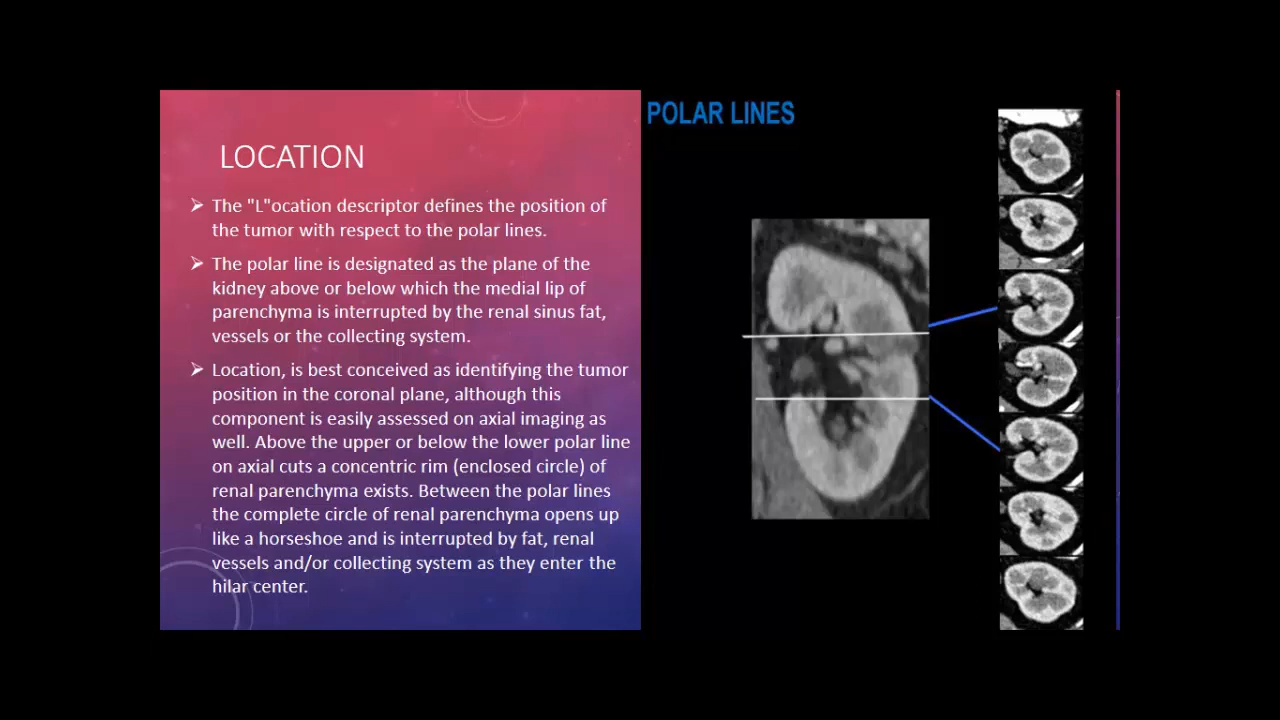 LOCATION
The "L"ocation descriptor defines the position of
the tumor with respect to the polar lines.
The polar line is designated as the plane of the
kidney above or below which the medial lip of
parenchyma is interrupted by the renal sinus fat,
vessels or the collecting system.
Location, is best conceived as identifying the tumor
position in the coronal plane, although this
component is easily assessed on axial imaging as
well. Above the upper or below the lower polar line
on axial cuts a concentric rim (enclosed circle) of
renal parenchyma exists. Between the polar lines
the complete circle of renal parenchyma opens up
like a horseshoe and is interrupted by fat, renal
vessels and/or collecting system as they enter the
hilar center.
POLAR LINES